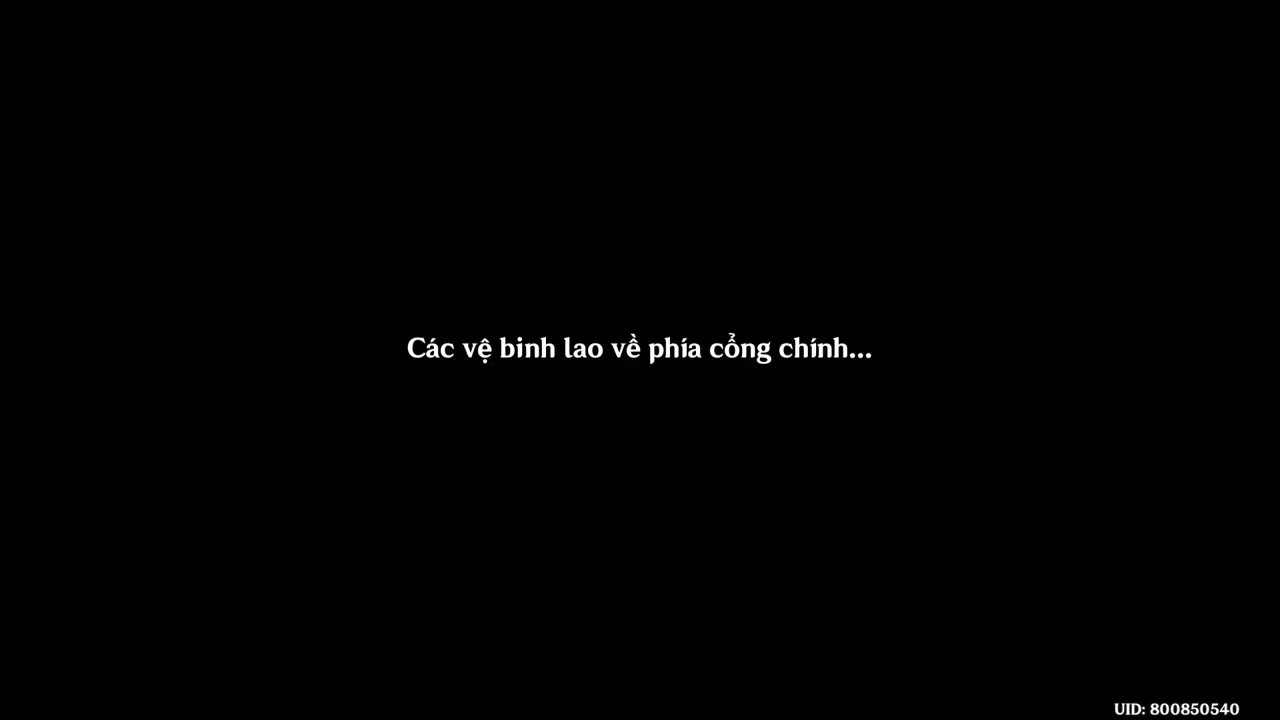 Các vệ binh lao về phía cổng chính...
UID: 800850540